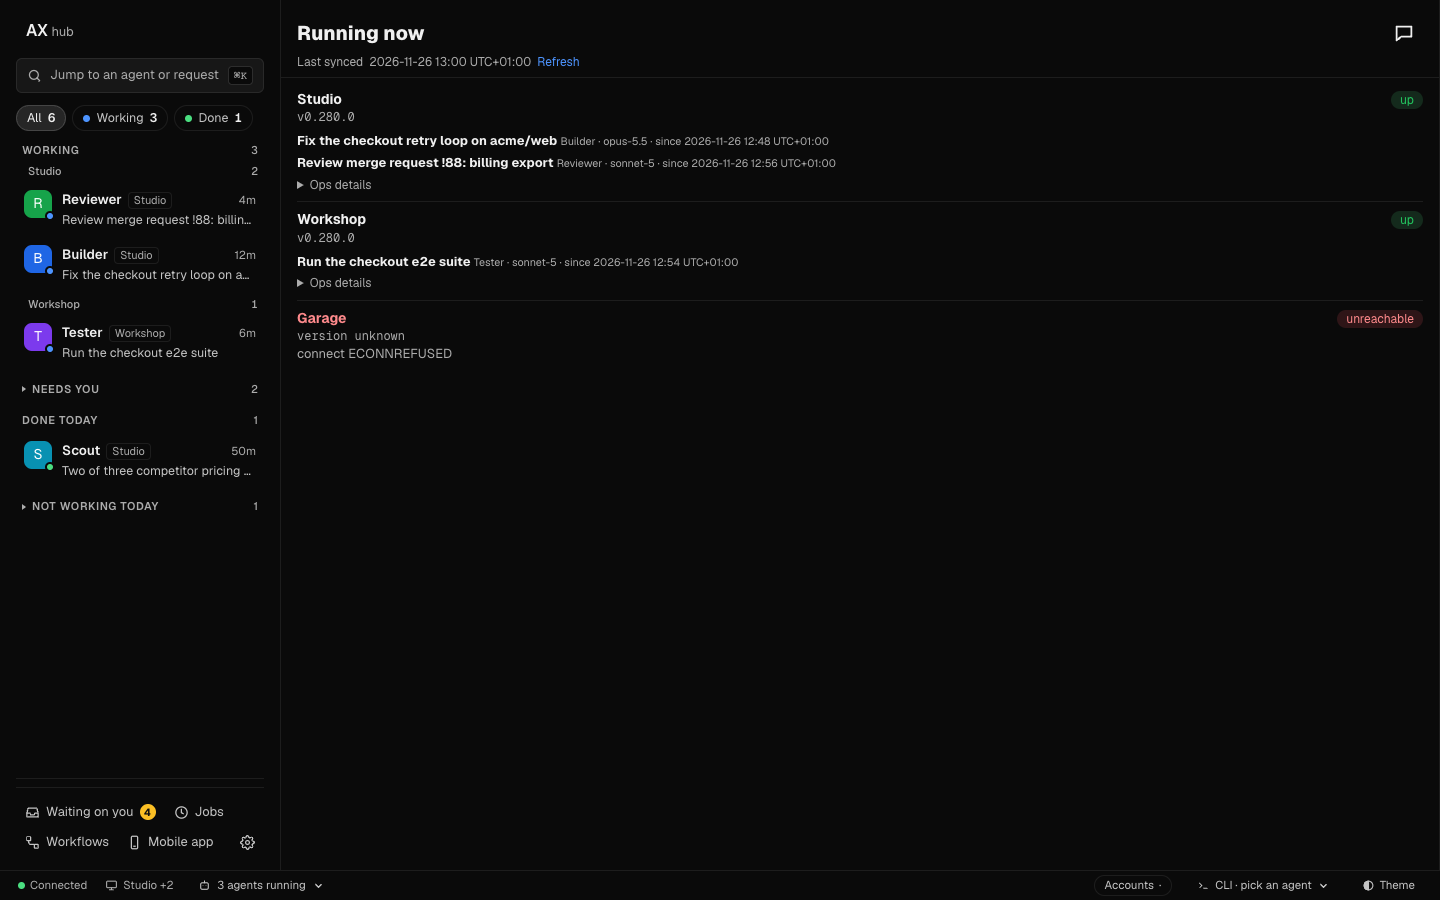 AX hub
Jump to an agent or request ⌘K
All 6 Working 3 Done 1
WORKING 3
Studio 2
R Reviewer Studio 4m
Review merge request !88: billin…
B Builder Studio 12m
Fix the checkout retry loop on a…
Workshop 1
T Tester Workshop 6m
Run the checkout e2e suite
NEEDS YOU 2
DONE TODAY 1
S Scout Studio 50m
Two of three competitor pricing …
NOT WORKING TODAY 1
Waiting on you 4 Jobs
Workflows Mobile app
Running now
Last synced 2026-11-26 13:00 UTC+01:00 Refresh
Studio up
v0.280.0
Fix the checkout retry loop on acme/web Builder · opus-5.5 · since 2026-11-26 12:48 UTC+01:00
Review merge request !88: billing export Reviewer · sonnet-5 · since 2026-11-26 12:56 UTC+01:00
Ops details
Workshop up
v0.280.0
Run the checkout e2e suite Tester · sonnet-5 · since 2026-11-26 12:54 UTC+01:00
Ops details
Garage unreachable
version unknown
connect ECONNREFUSED
Connected Studio +2 3 agents running Accounts · CLI · pick an agent Theme